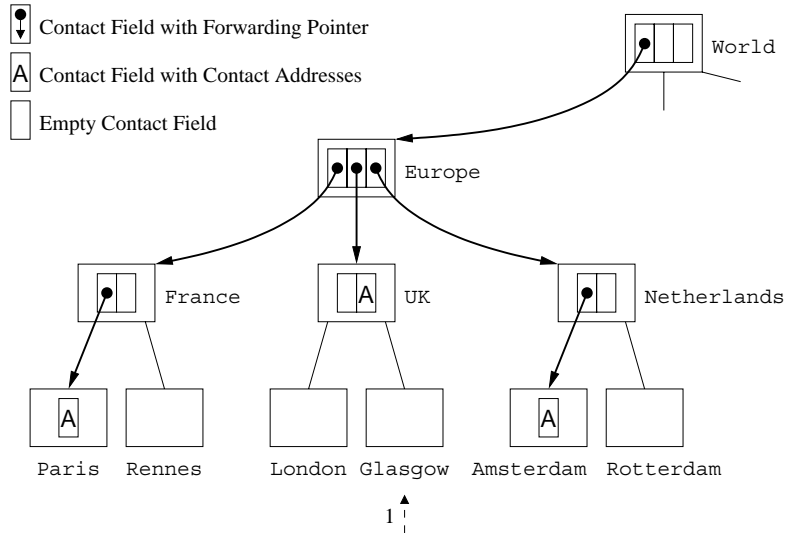 Contact Field with Forwarding Pointer
World
A Contact Field with Contact Addresses
Empty Contact Field
Europe
France
A
UK
Netherlands
A
A
Paris
Rennes
London
Glasgow
Amsterdam
Rotterdam
1